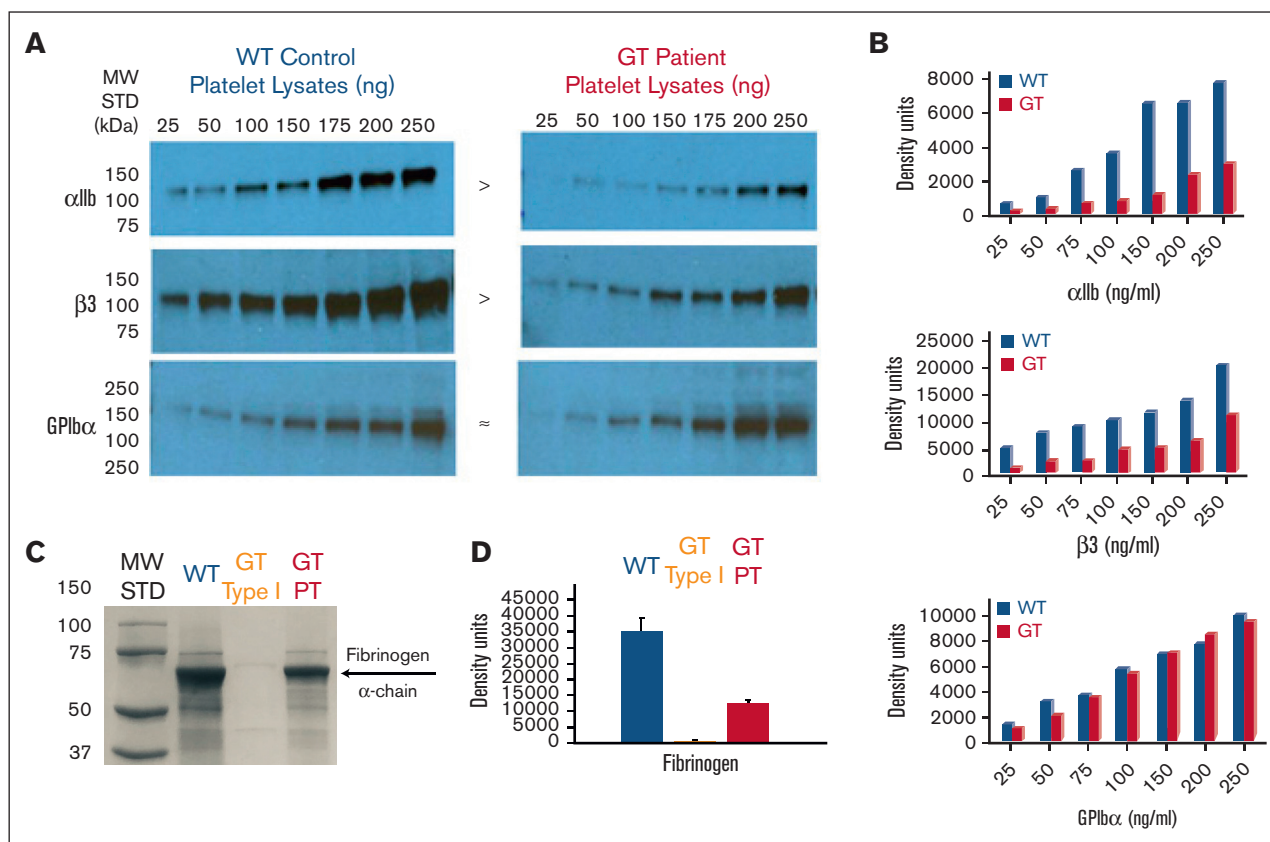 A
WT Control
Platelet Lysates (ng)
GT Patient
Platelet Lysates (ng)
MW
STD
(kDa)
25 50 100 150 175 200 250
25 50 100 150 175 200 250
αIIb
150
100
75
>
β3
150
100
75
>
GPIbα
250
150
100
250
≈
B
8000
6000
4000
2000
0
Density units
WT
GT
25 50 75 100 150 200 250
αIIb (ng/ml)
25000
20000
15000
10000
5000
0
Density units
WT
GT
25 50 75 100 150 200 250
β3 (ng/ml)
10000
8000
6000
4000
2000
0
Density units
WT
GT
25 50 75 100 150 200 250
GPIbα (ng/ml)
C
MW
STD
WT
GT
Type I
GT
PT
150
100
75
50
37
Fibrinogen
α-chain
D
WT
GT
Type I
GT
PT
45000
40000
35000
30000
25000
20000
15000
10000
5000
0
Density units
Fibrinogen